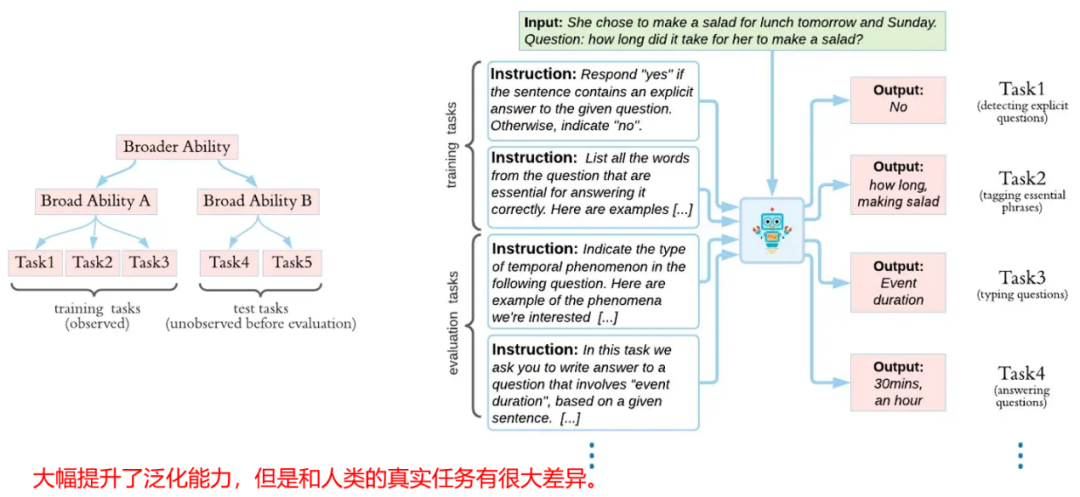 Broader Ability
Broad Ability A
Broad Ability B
Task1
Task2
Task3
Task4
Task5
training tasks
(observed)
test tasks
(unobserved before evaluation)
Input: She chose to make a salad for lunch tomorrow and Sunday.
Question: how long did it take for her to make a salad?
training tasks
Instruction: Respond "yes" if
the sentence contains an explicit
answer to the given question.
Otherwise, indicate "no".
Instruction: List all the words
from the question that are
essential for answering it
correctly. Here are examples [...]
evaluation tasks
Instruction: Indicate the type
of temporal phenomenon in the
following question. Here are
example of the phenomena
we're interested [...]
Instruction: In this task we
ask you to write answer to a
question that involves "event
duration", based on a given
sentence. [...]
Output:
No
Task1
(detecting explicit
questions)
Output:
how long,
making salad
Task2
(tagging essential
phrases)
Output:
Event
duration
Task3
(typing questions)
Output:
30mins,
an hour
Task4
(answering
questions)
大幅提升了泛化能力，但是和人类的真实任务有很大差异。